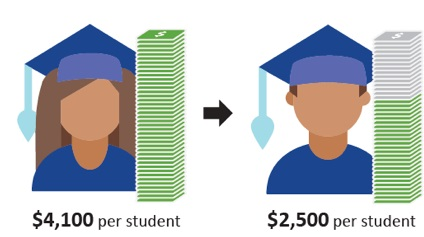 $
$
$4,100 per student
$2,500 per student